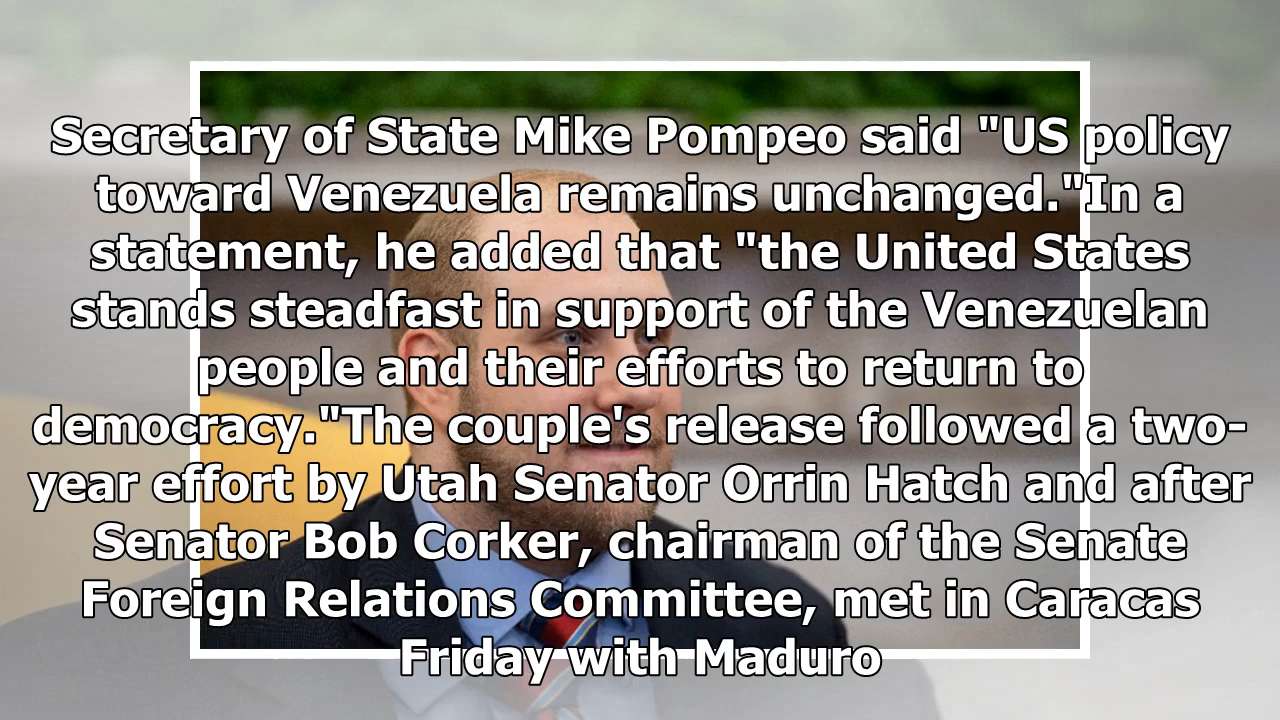 Secretary of State Mike Pompeo said "US policy
toward Venezuela remains unchanged."In a
statement, he added that "the United States
stands steadfast in support of the Venezuelan
people and their efforts to return to
democracy."The couple's release followed a two-
year effort by Utah Senator Orrin Hatch and after
Senator Bob Corker, chairman of the Senate
Foreign Relations Committee, met in Caracas
Friday with Maduro